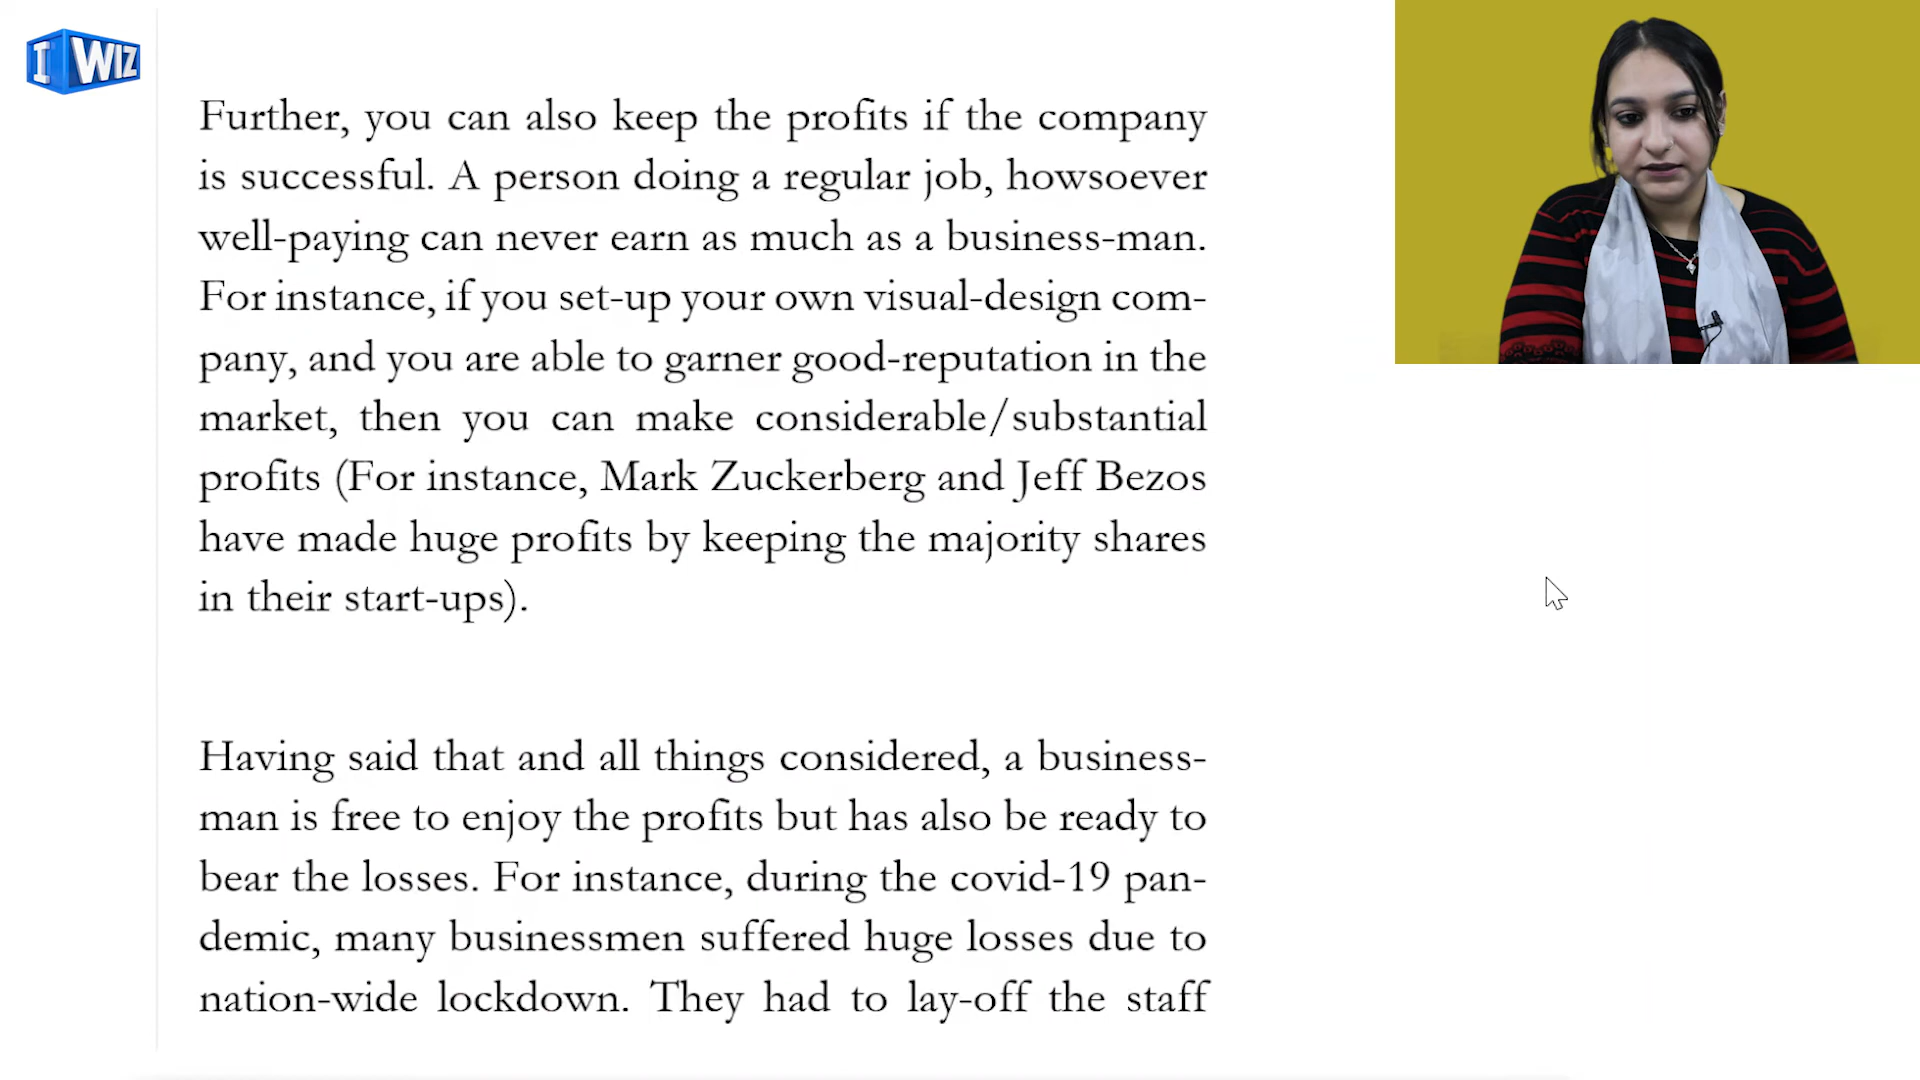 I WIZ
Further, you can also keep the profits if the company
is successful. A person doing a regular job, howsoever
well-paying can never earn as much as a business-man.
For instance, if you set-up your own visual-design com-
pany, and you are able to garner good-reputation in the
market, then you can make considerable/substantial
profits (For instance, Mark Zuckerberg and Jeff Bezos
have made huge profits by keeping the majority shares
in their start-ups).
Having said that and all things considered, a business-
man is free to enjoy the profits but has also be ready to
bear the losses. For instance, during the covid-19 pan-
demic, many businessmen suffered huge losses due to
nation-wide lockdown. They had to lay-off the staff